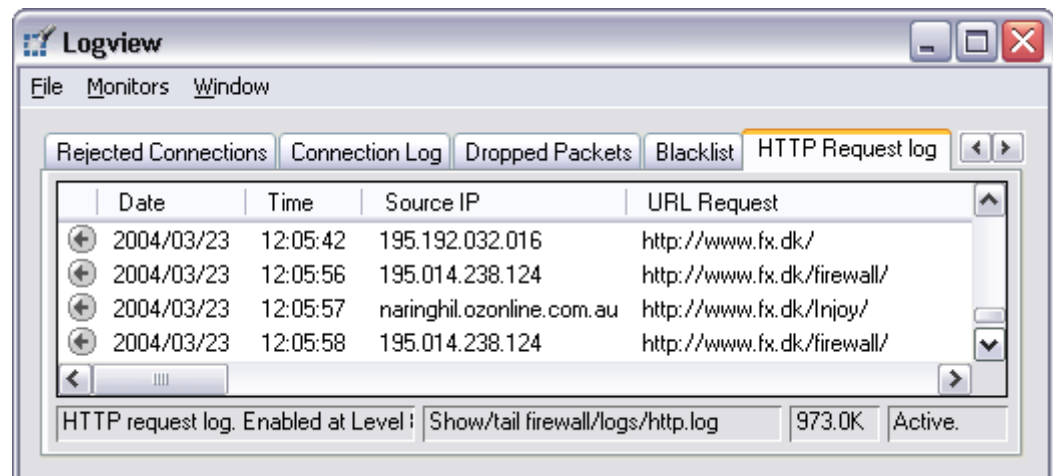 Logview
File Monitors Window
Rejected Connections Connection Log Dropped Packets Blacklist HTTP Request log
Date Time Source IP URL Request
2004/03/23 12:05:42 195.192.032.016 http://www.fx.dk/
2004/03/23 12:05:56 195.014.238.124 http://www.fx.dk/firewall/
2004/03/23 12:05:57 naringhil.ozonline.com.au http://www.fx.dk/Injoy/
2004/03/23 12:05:58 195.014.238.124 http://www.fx.dk/firewall/
HTTP request log. Enabled at Level Show/tail firewall/logs/http.log 973.0K Active.